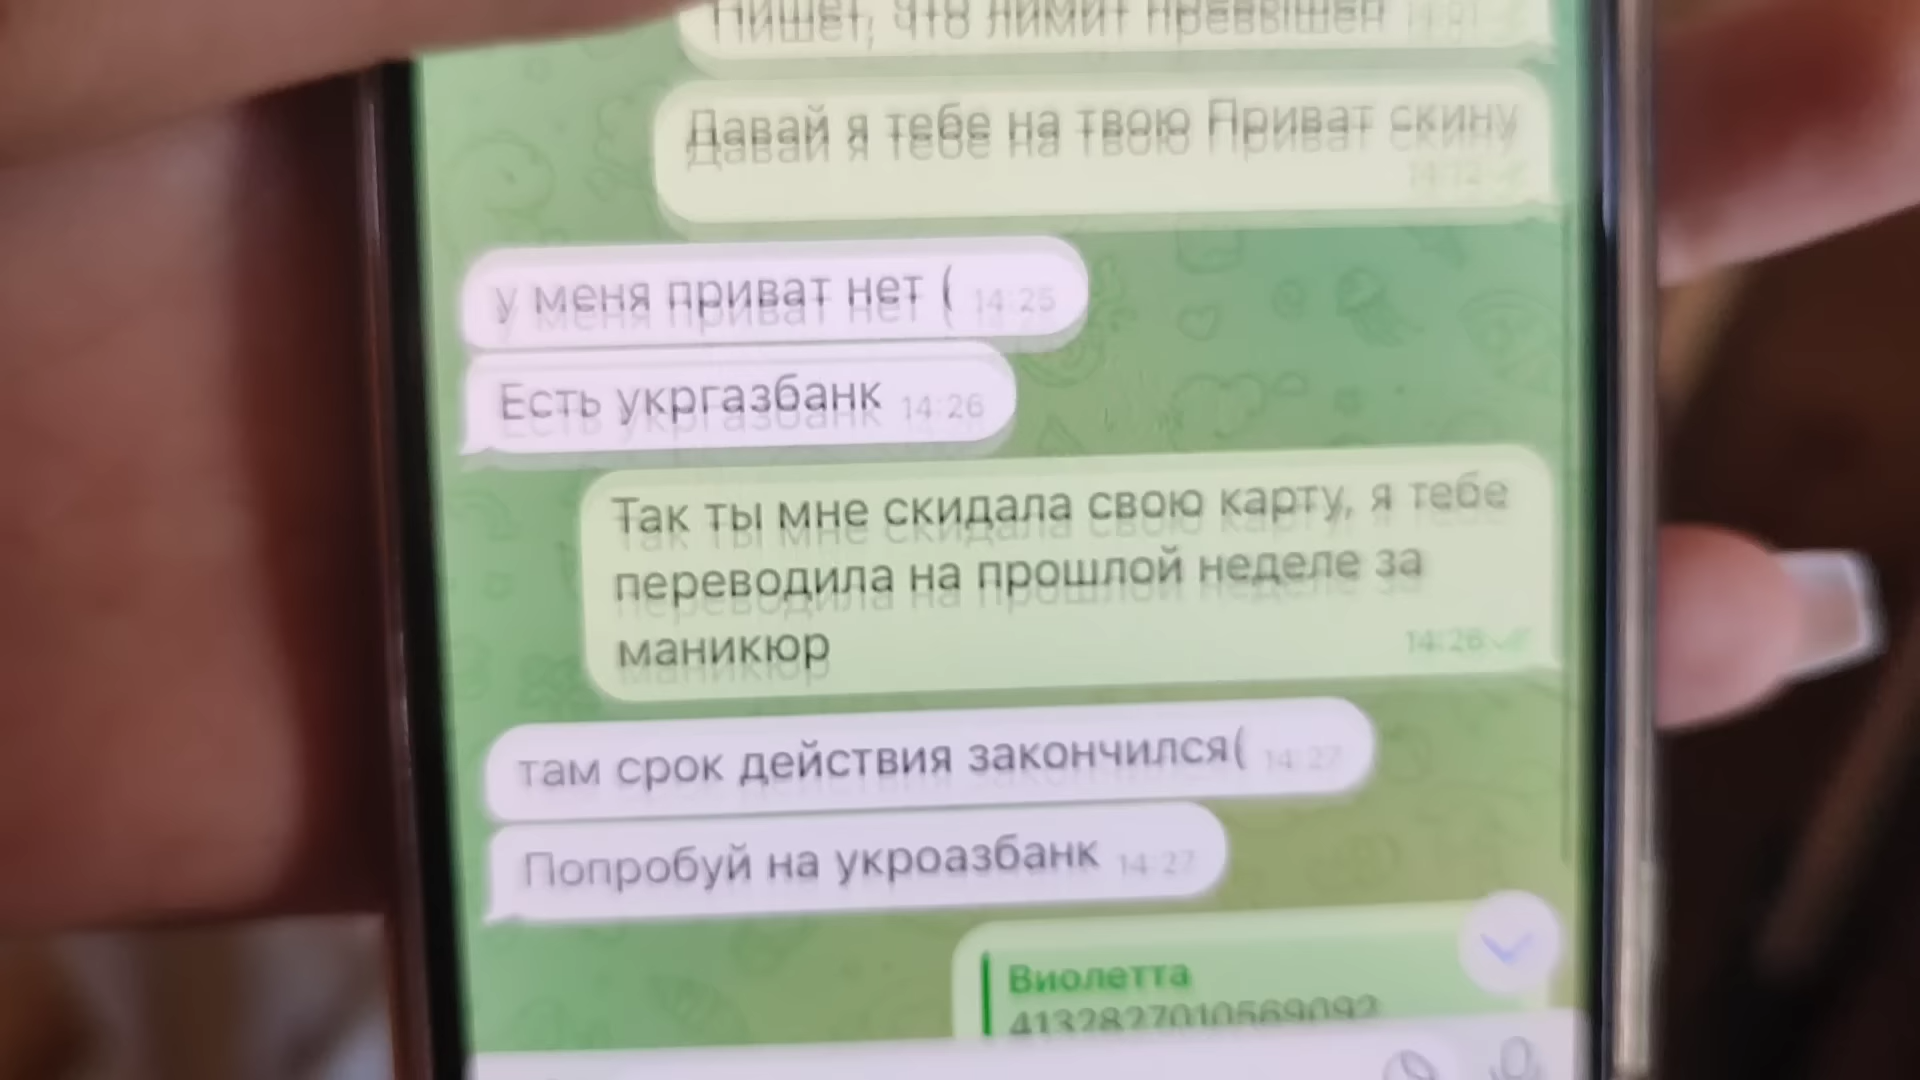 Пишет, что лимит превышен
Давай я тебе на твою Приват скину
14:12
у меня приват нет ( 14:25
Есть укргазбанк 14:26
Так ты мне скидала свою карту, я тебе
переводила на прошлой неделе за
маникюр
14:26
там срок действия закончился( 14:27
Попробуй на укроазбанк 14:27
Виолетта
4132827010569092